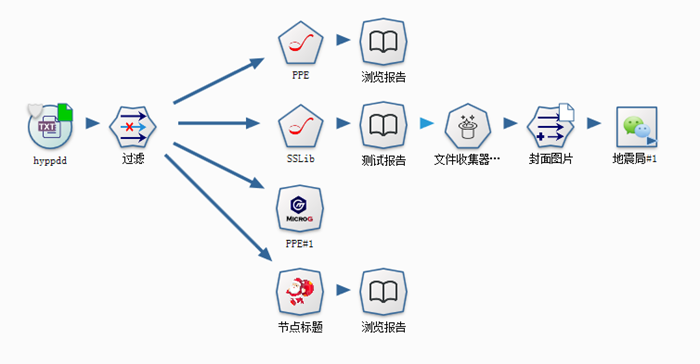 PPE
浏览报告
TXT
hyppdd
过滤
SSLib
测试报告
文件收集器…
封面图片
地震局#1
MICROG
PPE#1
节点标题
浏览报告